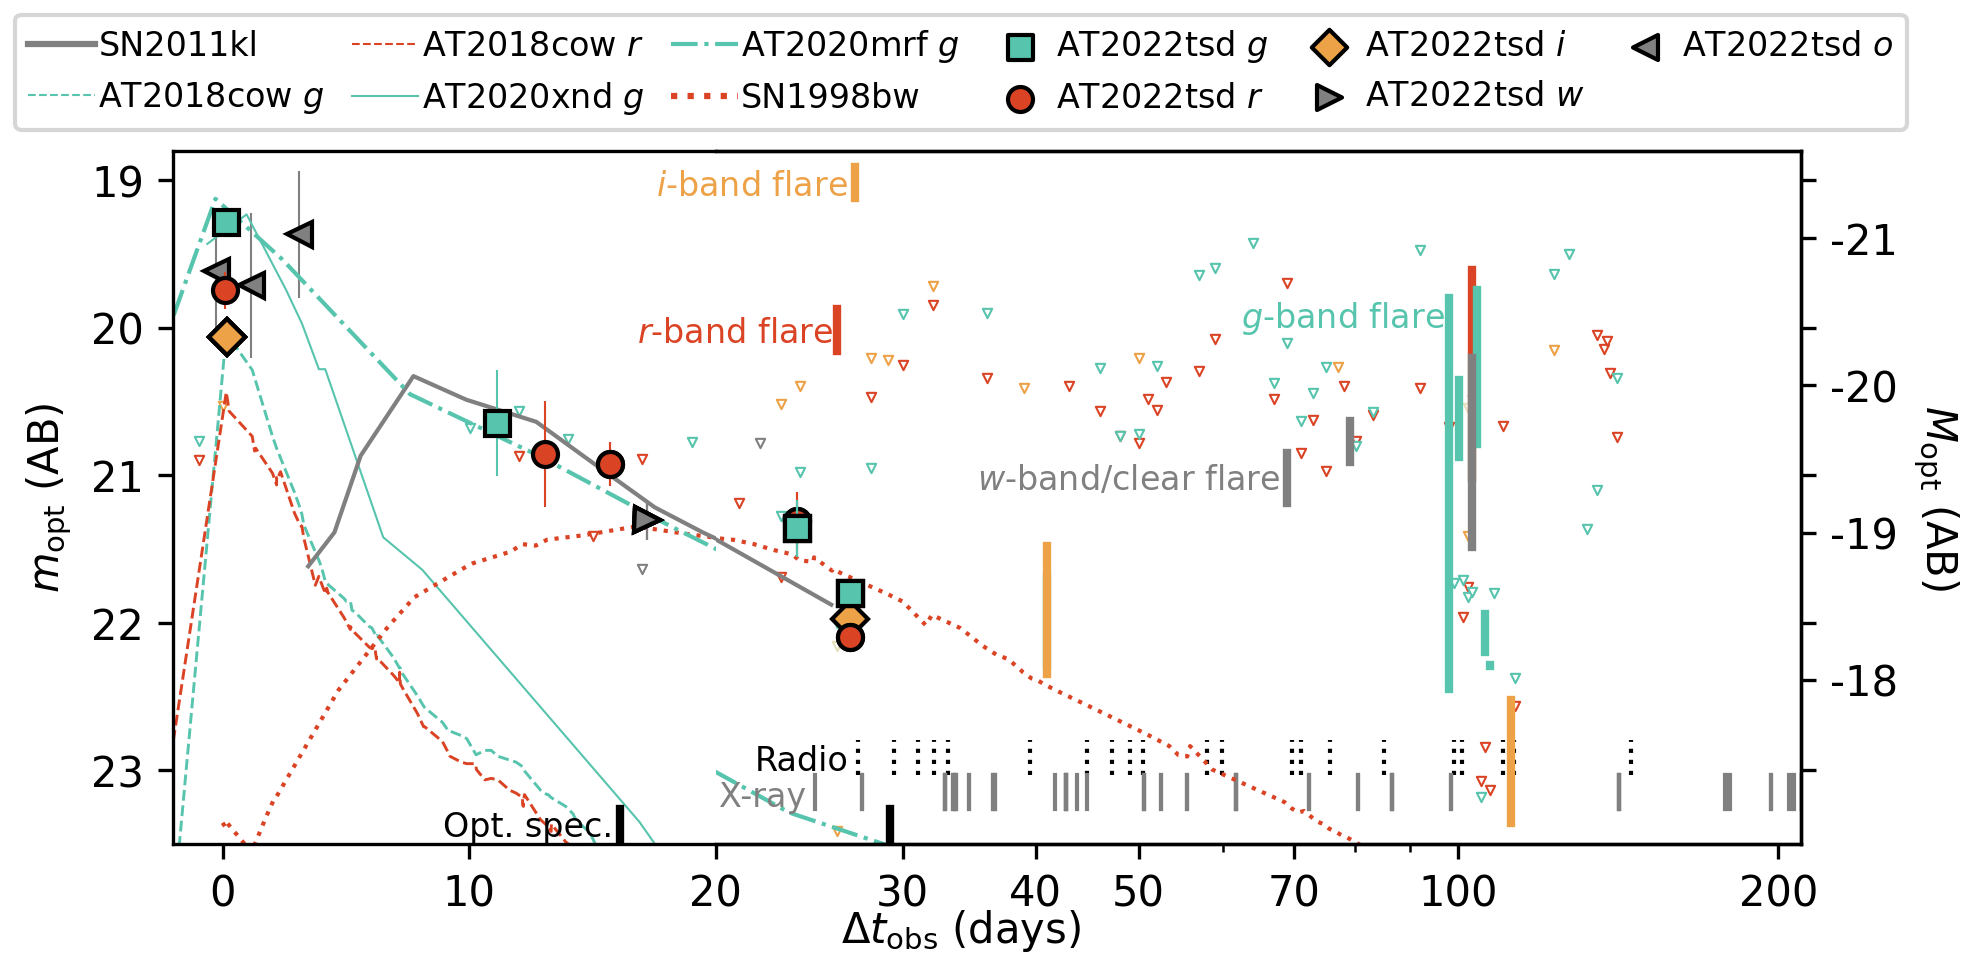 SN2011kl AT2018cow r AT2020mrf g AT2022tsd g AT2022tsd i AT2022tsd o
AT2018cow g AT2020xnd g SN1998bw AT2022tsd r AT2022tsd w
i-band flare
r-band flare
g-band flare
w-band/clear flare
Radio
X-ray
Opt. spec.
19
20
21
22
23
m_opt (AB)
-21
-20
-19
-18
M_opt (AB)
0 10 20 30 40 50 70 100 200
Δt_obs (days)